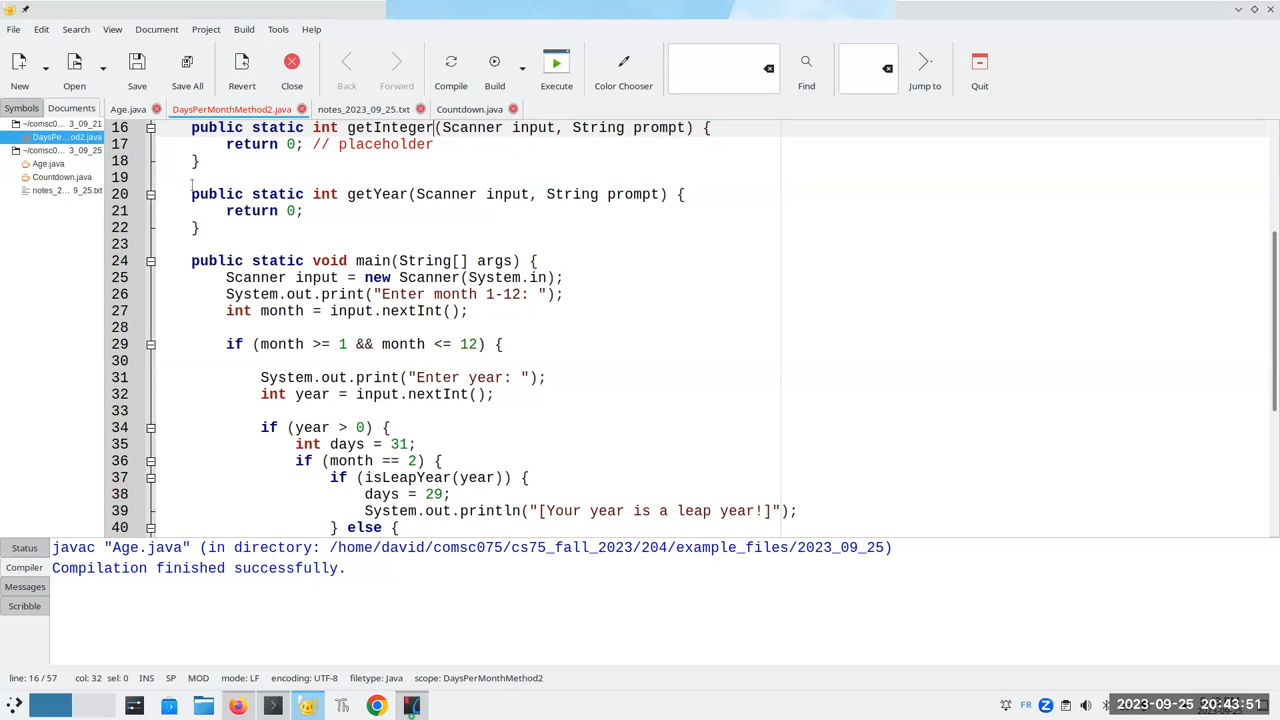 File Edit Search View Document Project Build Tools Help
New Open Save Save All Revert Close Back Forward Compile Build Execute Color Chooser Find Jump to Quit
Symbols Documents Age.java DaysPerMonthMethod2.java notes_2023_09_25.txt Countdown.java
~/comsc0... 3_09_21
DaysPe...od2.java
~/comsc0... 3_09_25
Age.java
Countdown.java
notes_2... 9_25.txt
16 public static int getInteger(Scanner input, String prompt) {
17 return 0; // placeholder
18 }
19
20 public static int getYear(Scanner input, String prompt) {
21 return 0;
22 }
23
24 public static void main(String[] args) {
25 Scanner input = new Scanner(System.in);
26 System.out.print("Enter month 1-12: ");
27 int month = input.nextInt();
28
29 if (month >= 1 && month <= 12) {
30
31 System.out.print("Enter year: ");
32 int year = input.nextInt();
33
34 if (year > 0) {
35 int days = 31;
36 if (month == 2) {
37 if (isLeapYear(year)) {
38 days = 29;
39 System.out.println("[Your year is a leap year!]");
40 } else {
Status
Compiler
Messages
Scribble
javac "Age.java" (in directory: /home/david/comsc075/cs75_fall_2023/204/example_files/2023_09_25)
Compilation finished successfully.
line: 16 / 57 col: 32 sel: 0 INS SP MOD mode: LF encoding: UTF-8 filetype: Java scope: DaysPerMonthMethod2
FR
2023-09-25 20:43:51